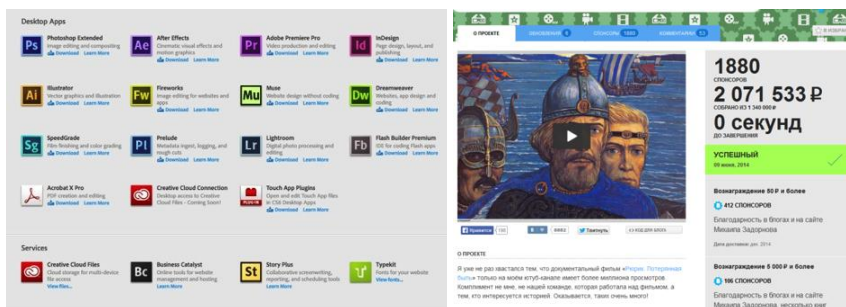 Desktop Apps
Ps
Photoshop Extended
Image editing and compositing
Download Learn More
Ae
After Effects
Cinematic visual effects and
motion graphics
Download Learn More
Pr
Adobe Premiere Pro
Video production and editing
Download Learn More
Id
InDesign
Page design, layout, and
publishing
Download Learn More
Ai
Illustrator
Vector graphics and illustration
Download Learn More
Fw
Fireworks
Image editing for websites and
apps
Download Learn More
Mu
Muse
Website design without coding
Download Learn More
Dw
Dreamweaver
Websites, app design and
coding
Download Learn More
Sg
SpeedGrade
Film finishing and color grading
Download Learn More
Pl
Prelude
Metadata ingest, logging, and
rough cuts
Download Learn More
Lr
Lightroom
Digital photo processing and
editing
Download Learn More
Fb
Flash Builder Premium
IDE for coding flash apps
Download Learn More
Acrobat X Pro
PDF creation and editing
Download Learn More
Creative Cloud Connection
Desktop access to Creative
Cloud Files - Coming Soon!
PLUG-IN
Touch App Plugins
Open and edit Touch App files
in CS6 Desktop Apps
Download Learn More
Services
Creative Cloud Files
Cloud storage for multi-device
file access
View files...
Bc
Business Catalyst
Online tools for website
management and hosting
Learn More
St
Story Plus
Collaborative screenwriting,
reporting, and scheduling tools
Learn More
Typekit
Fonts for your website
View fonts...
О ПРОЕКТЕ
ОБНОВЛЕНИЯ
СПОНСОРЫ 1880
КОММЕНТАРИИ 53
В ИЗБРАН
1880
СПОНСОРОВ
2 071 533 ₽
СОБРАНО ИЗ 1 340 000 ₽
0 секунд
ДО ЗАВЕРШЕНИЯ
УСПЕШНЫЙ
09 июня, 2014
Вознаграждение 50 ₽ и более
412 СПОНСОРОВ
Благодарность в блогах и на сайте
Михаила Задорнова
Дата доставки: окт. 2014
Вознаграждение 5 000 ₽ и более
106 СПОНСОРОВ
Благодарность в блогах и на сайте
Михаила Задорнова, несколько книг
Нравится
Твитнуть
КОД ДЛЯ БЛОГА
О ПРОЕКТЕ
Я уже не раз хвастался тем, что документальный фильм «Рюрик. Потерянная
быль» только на моём ютуб-канале имеет более миллиона просмотров.
Комплимент не мне, не нашей команде, которая работала над фильмом, а
тем, кто интересуется историей. Оказывается, таких очень много!